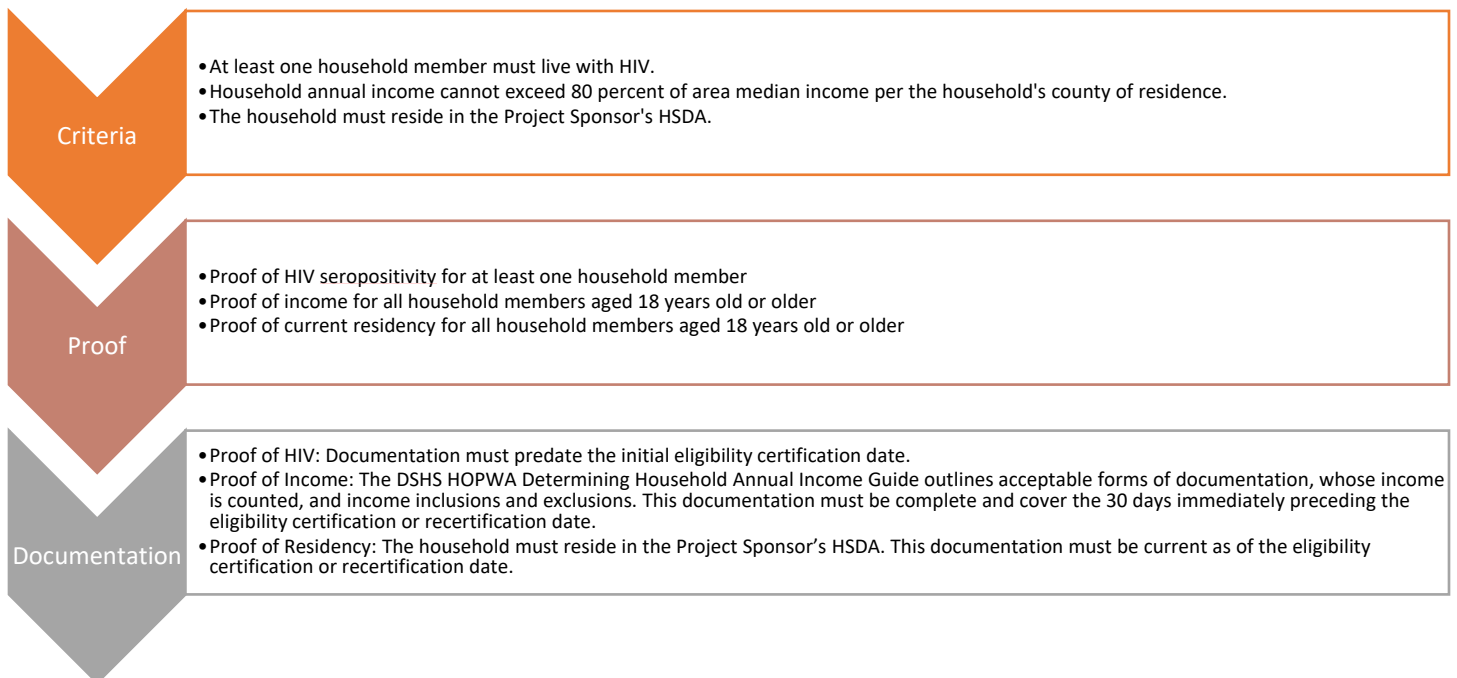 Criteria
•At least one household member must live with HIV.
•Household annual income cannot exceed 80 percent of area median income per the household's county of residence.
•The household must reside in the Project Sponsor's HSDA.
Proof
•Proof of HIV seropositivity for at least one household member
•Proof of income for all household members aged 18 years old or older
•Proof of current residency for all household members aged 18 years old or older
Documentation
•Proof of HIV: Documentation must predate the initial eligibility certification date.
•Proof of Income: The DSHS HOPWA Determining Household Annual Income Guide outlines acceptable forms of documentation, whose income
is counted, and income inclusions and exclusions. This documentation must be complete and cover the 30 days immediately preceding the
eligibility certification or recertification date.
•Proof of Residency: The household must reside in the Project Sponsor’s HSDA. This documentation must be current as of the eligibility
certification or recertification date.